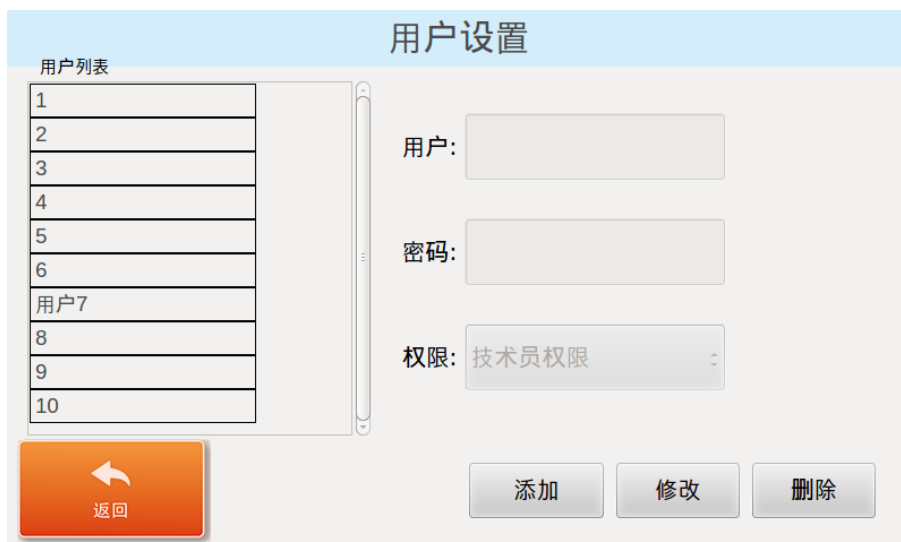 用户设置
用户列表
1
2
3
4
5
6
用户7
8
9
10
用户:
密码:
权限: 技术员权限
返回
添加 修改 删除